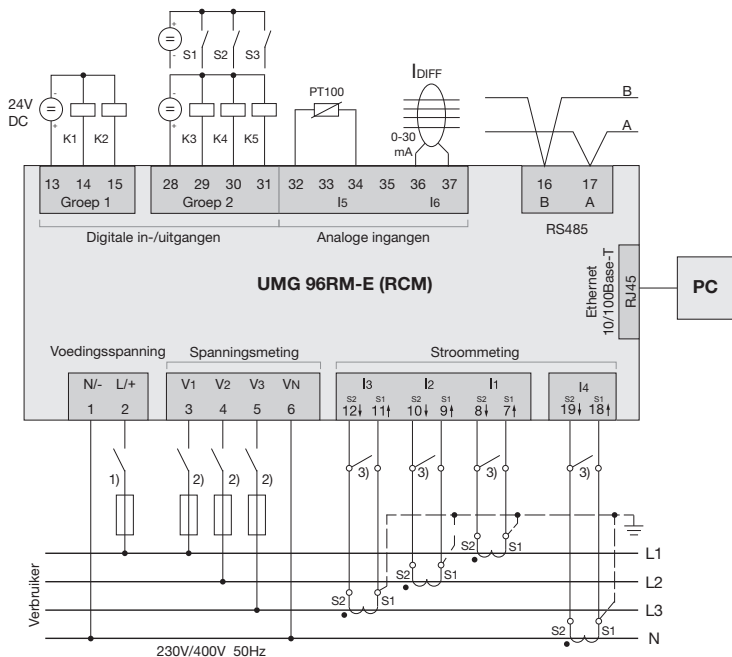 S1 S2 S3
24V
DC
K1 K2
K3 K4 K5
PT100
IDIFF
0-30
mA
B
A
13 14 15
Groep 1
28 29 30 31
Groep 2
32 33 34 35 36 37
I5 I6
16 17
B A
Digitale in-/uitgangen
Analoge ingangen
RS485
UMG 96RM-E (RCM)
Ethernet
10/100Base-T
RJ45
PC
Voedingsspanning
Spanningsmeting
Stroommeting
N/- L/+
1 2
V1 V2 V3 VN
3 4 5 6
I3 I2 I1
S2 S1 S2 S1 S2 S1
12 11 10 9 8 7
I4
S2 S1
19 18
1) 2) 2) 2)
3) 3) 3) 3)
S2 S1
L1
S2 S1
L2
S2 S1
L3
S2 S1
N
Verbruiker
230V/400V 50Hz